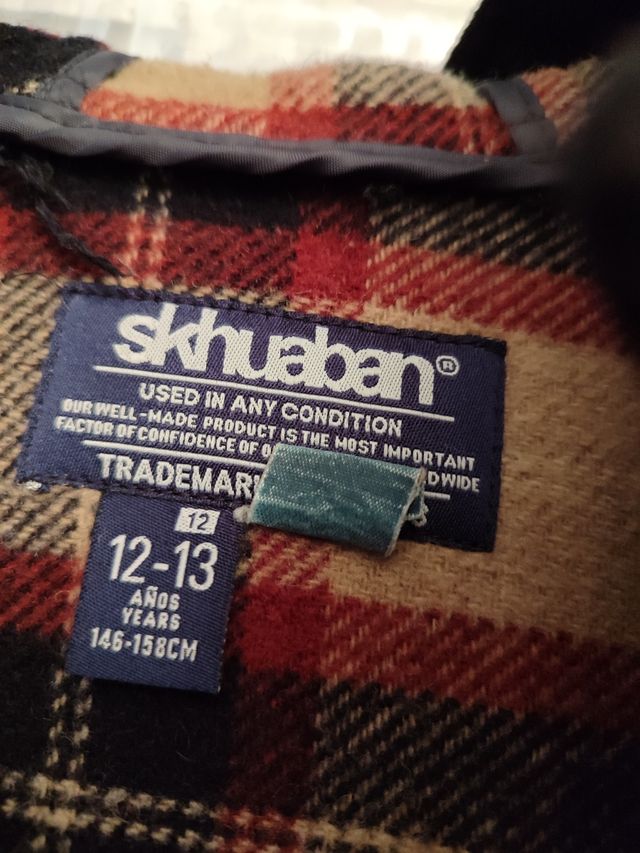 skhuaban®
USED IN ANY CONDITION
OUR WELL-MADE PRODUCT IS THE MOST IMPORTANT
FACTOR OF CONFIDENCE OF
TRADEMAR
12
12-13
AÑOS
YEARS
146-158CM